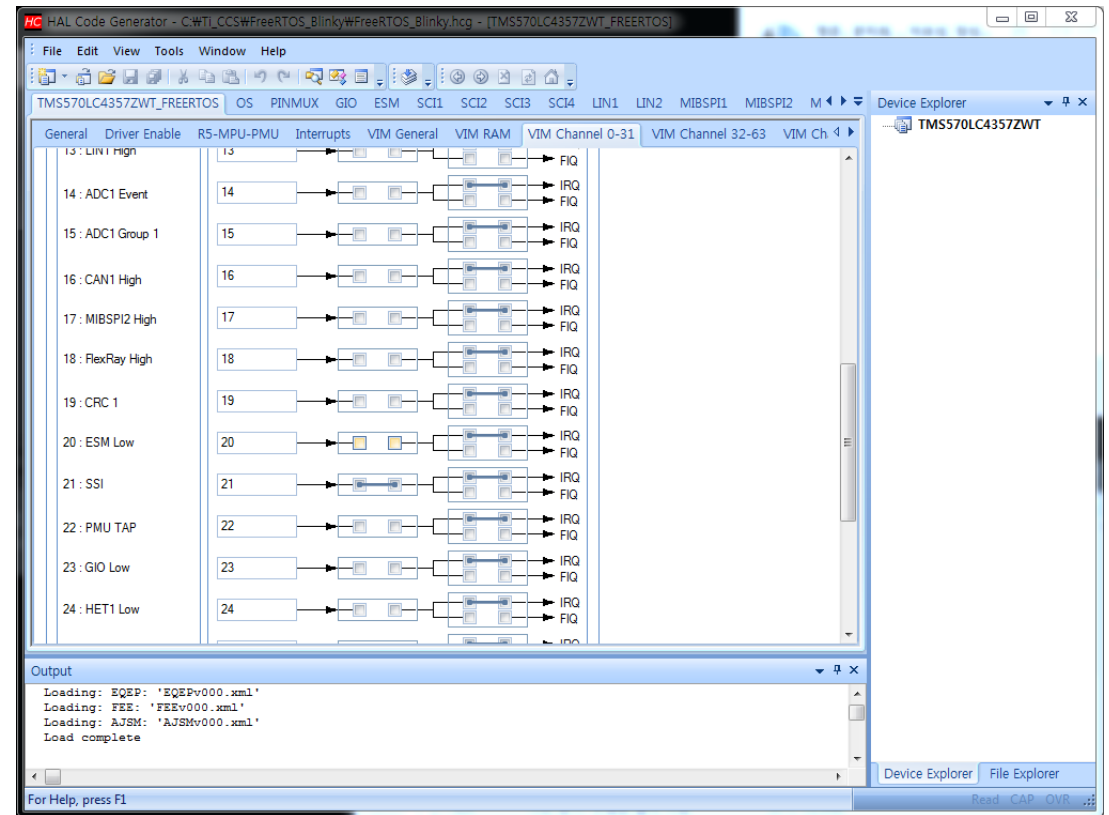 HC HAL Code Generator - C:₩Ti_CCS₩FreeRTOS_Blinky₩FreeRTOS_Blinky.hcg - [TMS570LC4357ZWT_FREERTOS]
File Edit View Tools Window Help
TMS570LC4357ZWT_FREERTOS OS PINMUX GIO ESM SCI1 SCI2 SCI3 SCI4 LIN1 LIN2 MIBSPI1 MIBSPI2 M
General Driver Enable R5-MPU-PMU Interrupts VIM General VIM RAM VIM Channel 0-31 VIM Channel 32-63 VIM Ch
13 : LIN1 High 13 FIQ
14 : ADC1 Event 14 IRQ
FIQ
15 : ADC1 Group 1 15 IRQ
FIQ
16 : CAN1 High 16 IRQ
FIQ
17 : MIBSPI2 High 17 IRQ
FIQ
18 : FlexRay High 18 IRQ
FIQ
19 : CRC 1 19 IRQ
FIQ
20 : ESM Low 20 IRQ
FIQ
21 : SSI 21 IRQ
FIQ
22 : PMU TAP 22 IRQ
FIQ
23 : GIO Low 23 IRQ
FIQ
24 : HET1 Low 24 IRQ
FIQ
IRQ
Device Explorer
TMS570LC4357ZWT
Output
Loading: EQEP: 'EQEPv000.xml'
Loading: FEE: 'FEEv000.xml'
Loading: AJSM: 'AJSMv000.xml'
Load complete
Device Explorer File Explorer
For Help, press F1 Read CAP OVR